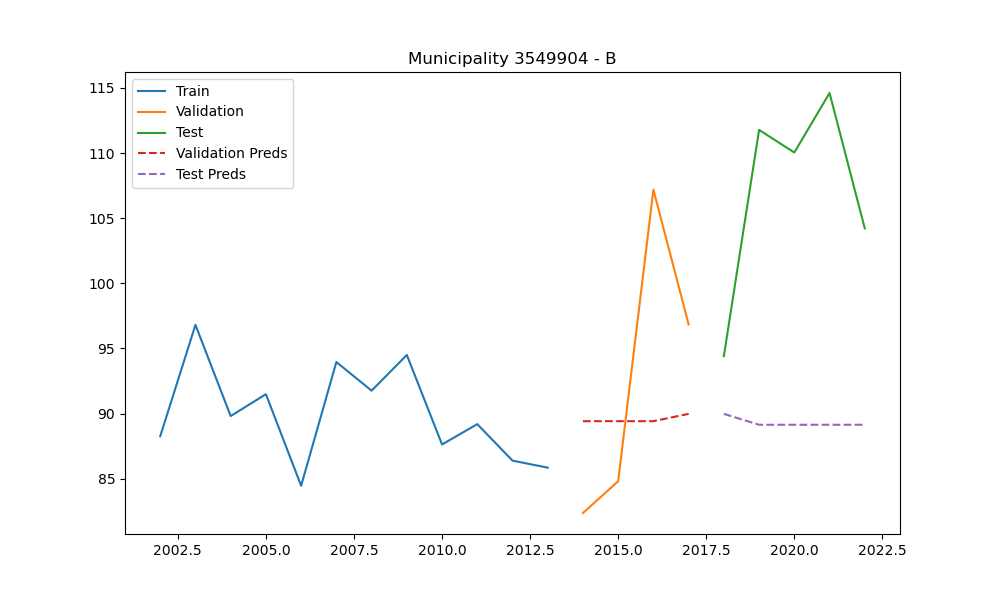 Municipality 3549904 - B
Train
Validation
Test
Validation Preds
Test Preds
115
110
105
100
95
90
85
2002.5 2005.0 2007.5 2010.0 2012.5 2015.0 2017.5 2020.0 2022.5